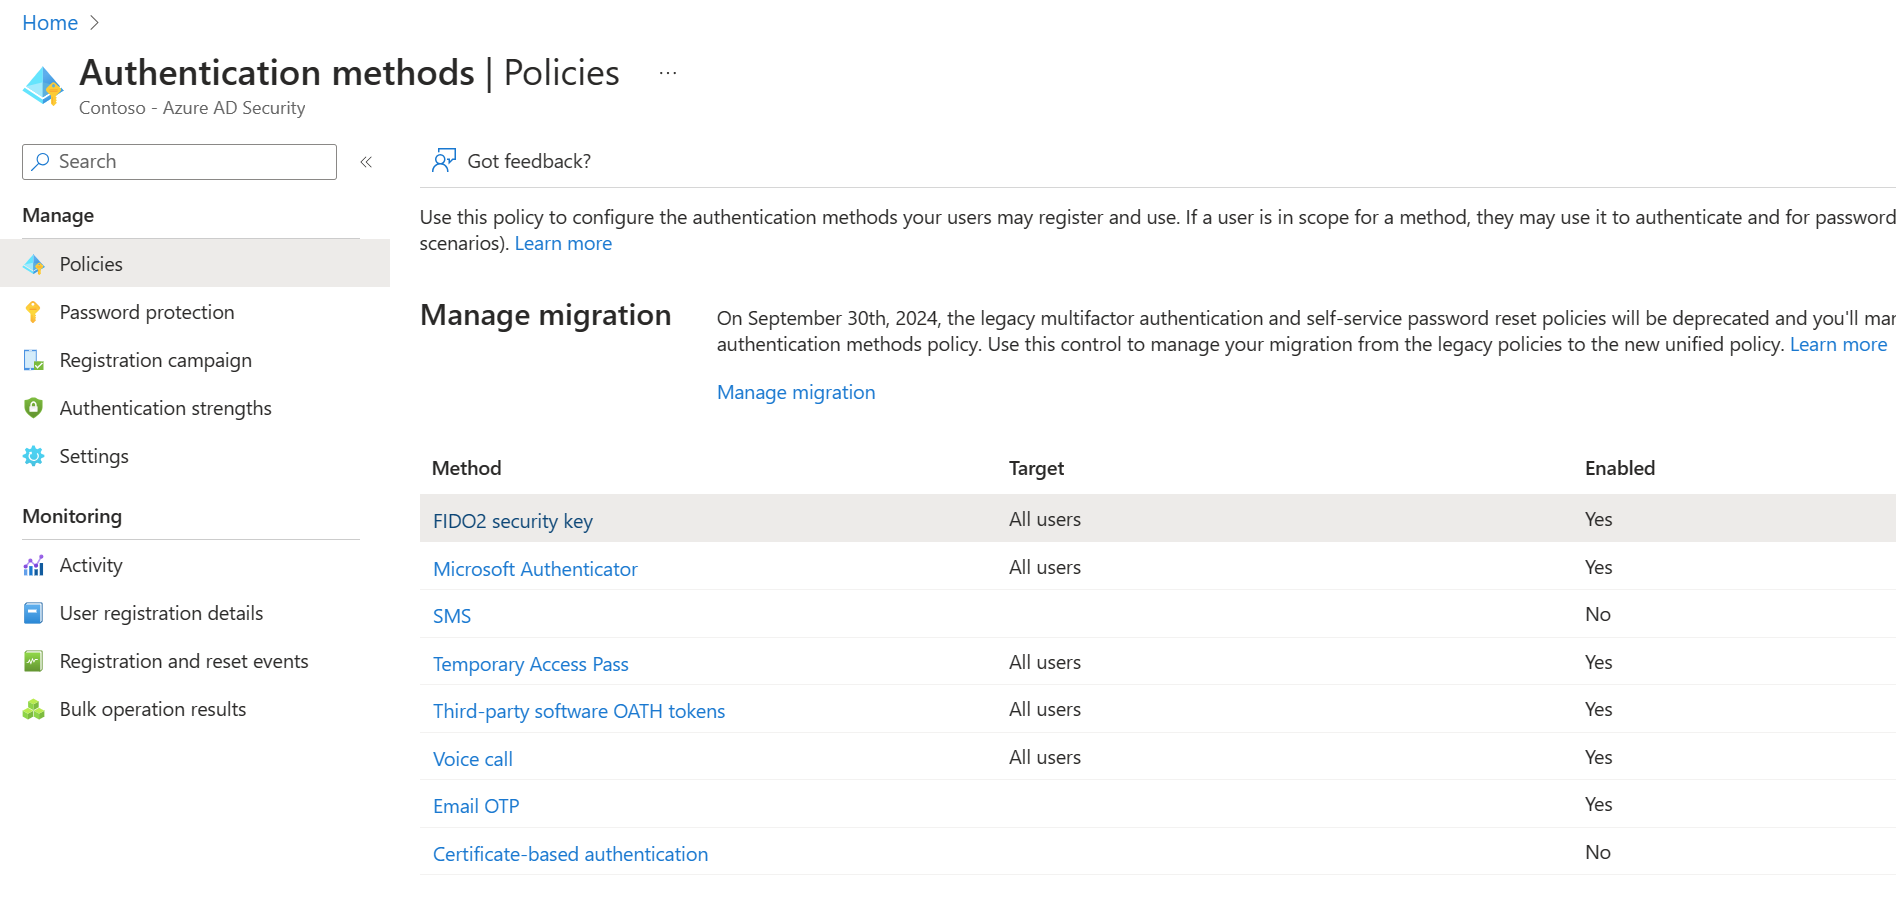 Home
Authentication methods | Policies ...
Contoso - Azure AD Security
Search
«
Got feedback?
Manage
Policies
Password protection
Registration campaign
Authentication strengths
Settings
Monitoring
Activity
User registration details
Registration and reset events
Bulk operation results
Use this policy to configure the authentication methods your users may register and use. If a user is in scope for a method, they may use it to authenticate and for password
scenarios). Learn more
Manage migration
On September 30th, 2024, the legacy multifactor authentication and self-service password reset policies will be deprecated and you'll
authentication methods policy. Use this control to manage your migration from the legacy policies to the new unified policy. Learn more
Manage migration
Method Target Enabled
FIDO2 security key All users Yes
Microsoft Authenticator All users Yes
SMS No
Temporary Access Pass All users Yes
Third-party software OATH tokens All users Yes
Voice call All users Yes
Email OTP Yes
Certificate-based authentication No